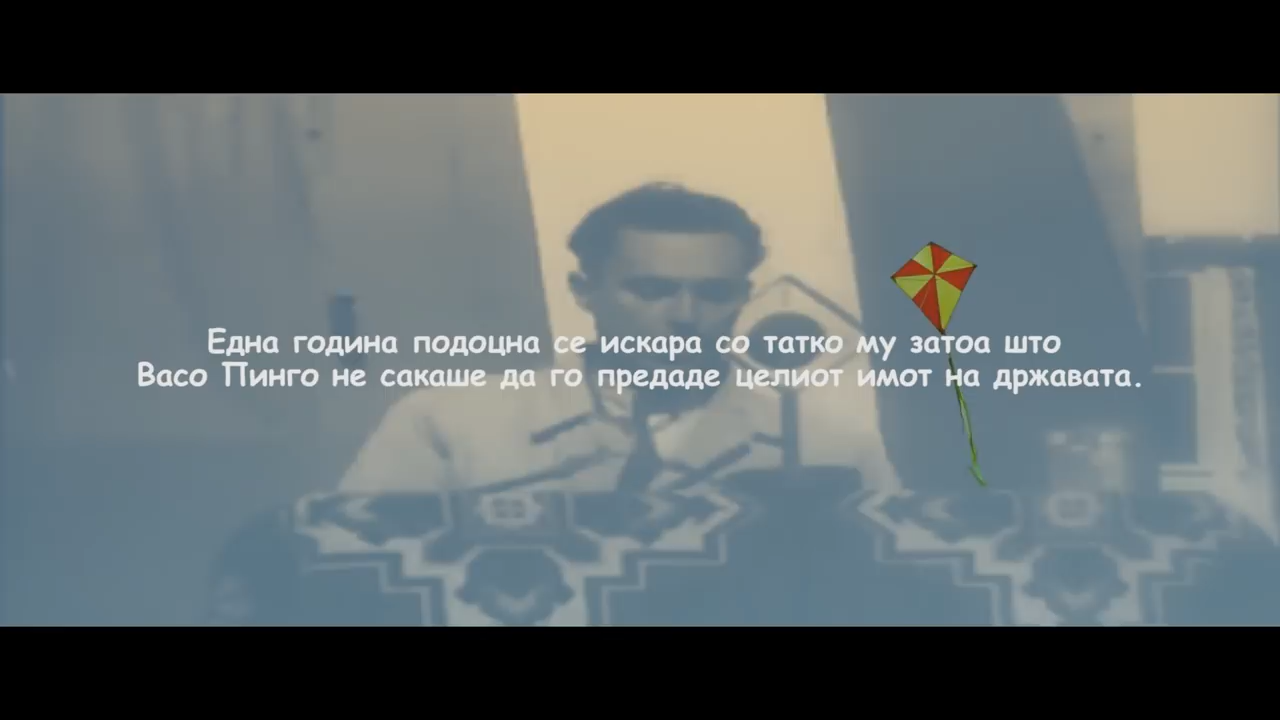 Една година подоцна се искара со татко му затоа што
Васо Пинго не сакаше да го предаде целиот имот на државата.